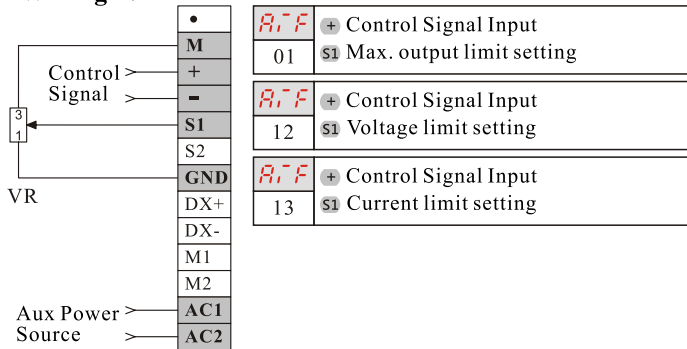 M
+
-
S1
S2
GND
DX+
DX-
M1
M2
AC1
AC2
Control
Signal
3
1
VR
Aux Power
Source
+ Control Signal Input
01 S1 Max. output limit setting
+ Control Signal Input
12 S1 Voltage limit setting
+ Control Signal Input
13 S1 Current limit setting